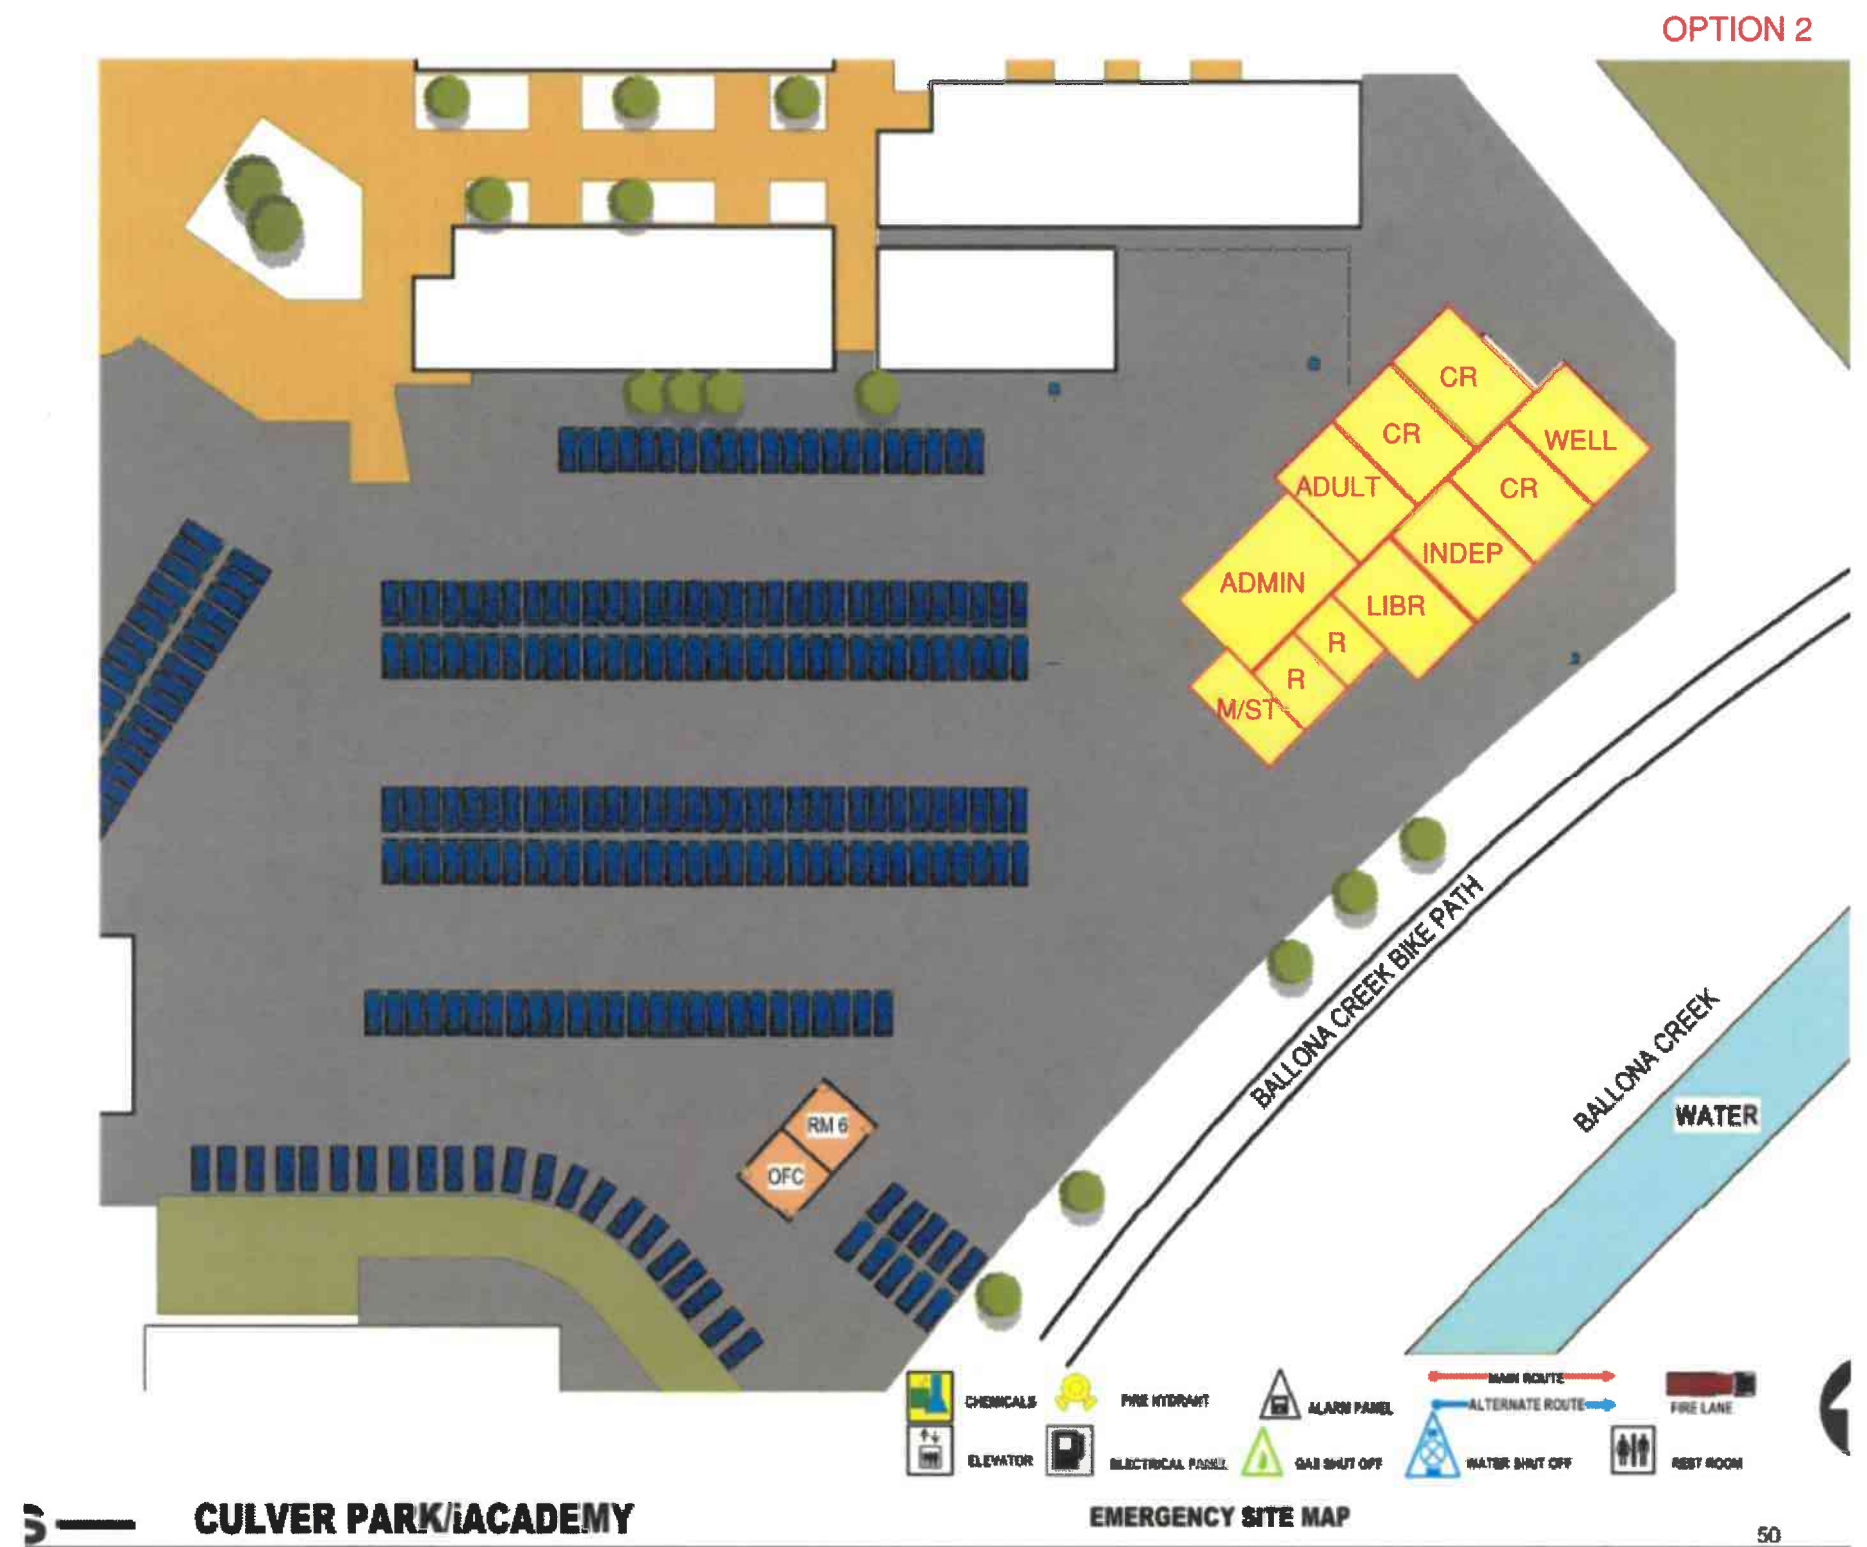 OPTION 2
CR
CR
WELL
ADULT
CR
INDEP
ADMIN
LIBR
R
R
M/ST
RM 6
OFC
BALLONA CREEK BIKE PATH
BALLONA CREEK
WATER
CHEMICALS
FIRE HYDRANT
ALARM PANEL
MAIN ROUTE
ALTERNATE ROUTE
FIRE LANE
ELEVATOR
ELECTRICAL PANEL
GAS SHUT OFF
WATER SHUT OFF
REST ROOM
S
CULVER PARK/iACADEMY
EMERGENCY SITE MAP
50